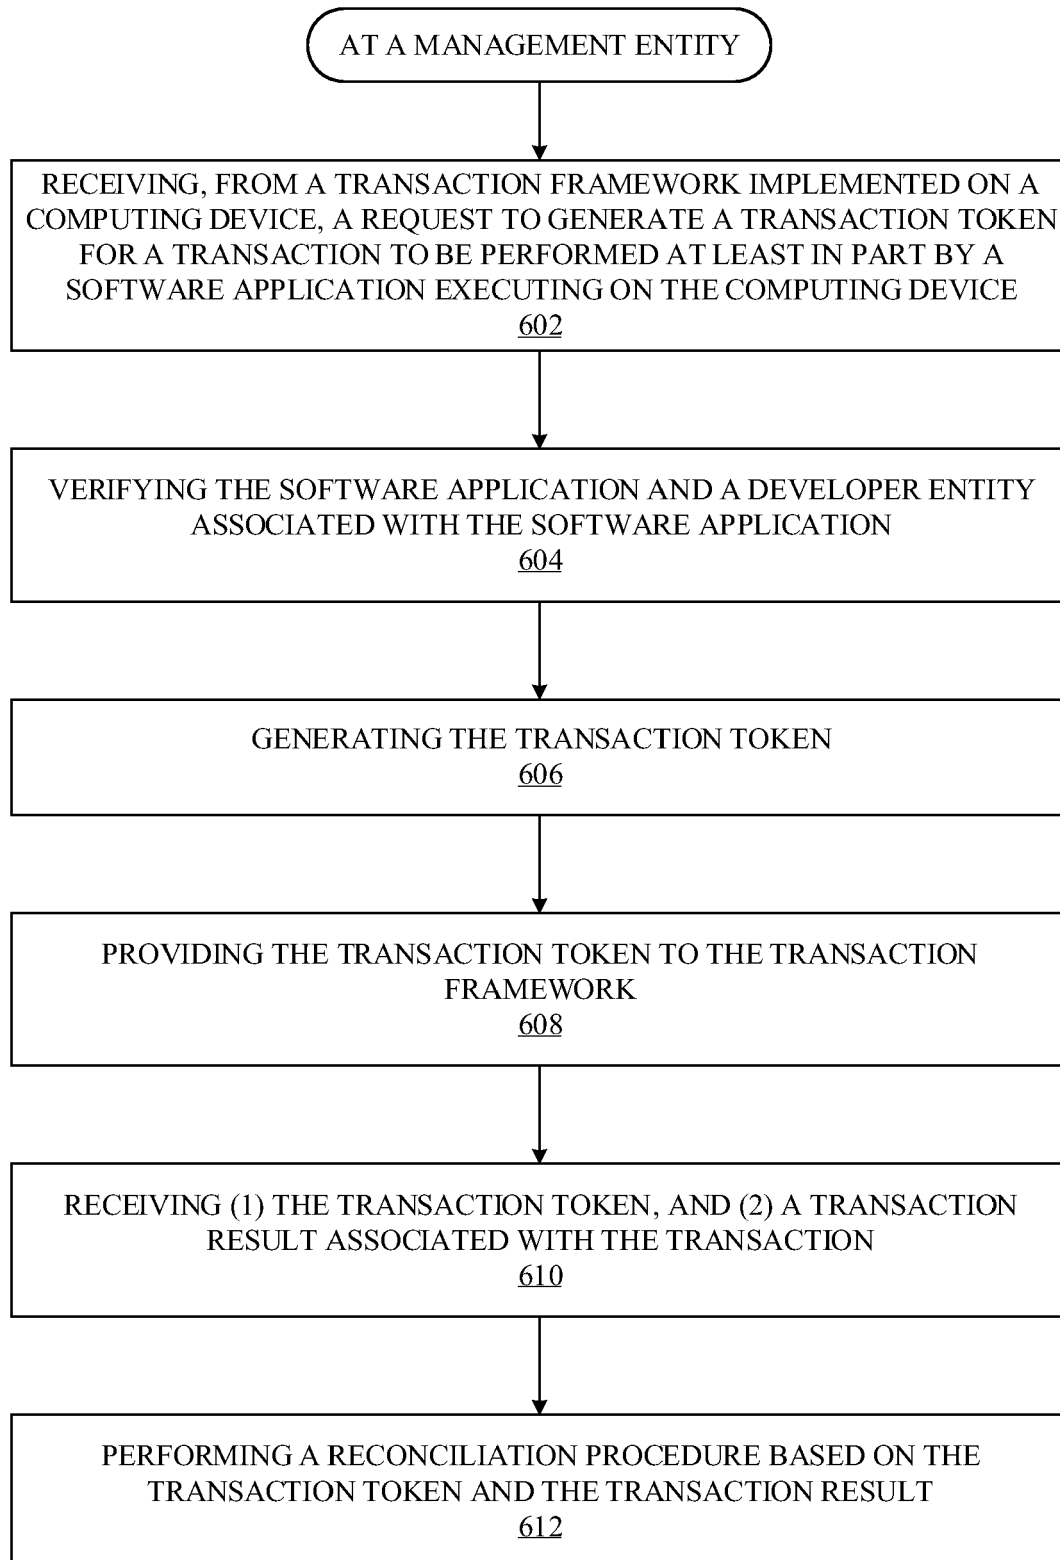 AT A MANAGEMENT ENTITY
RECEIVING, FROM A TRANSACTION FRAMEWORK IMPLEMENTED ON A
COMPUTING DEVICE, A REQUEST TO GENERATE A TRANSACTION TOKEN
FOR A TRANSACTION TO BE PERFORMED AT LEAST IN PART BY A
SOFTWARE APPLICATION EXECUTING ON THE COMPUTING DEVICE
602
VERIFYING THE SOFTWARE APPLICATION AND A DEVELOPER ENTITY
ASSOCIATED WITH THE SOFTWARE APPLICATION
604
GENERATING THE TRANSACTION TOKEN
606
PROVIDING THE TRANSACTION TOKEN TO THE TRANSACTION
FRAMEWORK
608
RECEIVING (1) THE TRANSACTION TOKEN, AND (2) A TRANSACTION
RESULT ASSOCIATED WITH THE TRANSACTION
610
PERFORMING A RECONCILIATION PROCEDURE BASED ON THE
TRANSACTION TOKEN AND THE TRANSACTION RESULT
612